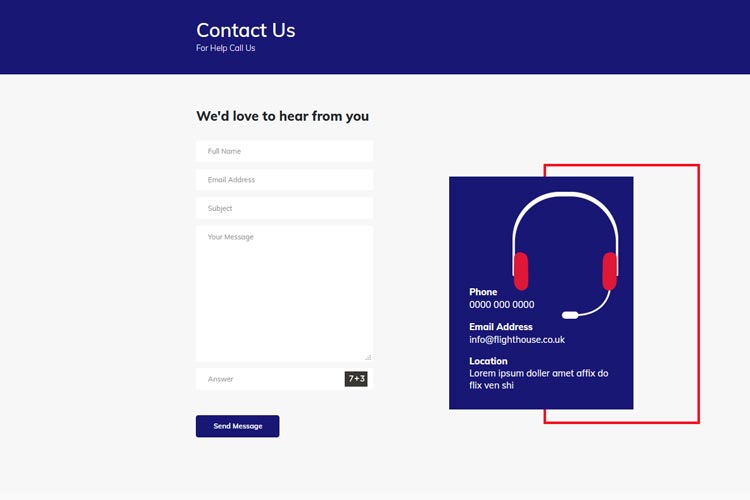 Contact Us
For Help Call Us
We'd love to hear from you
Full Name
Email Address
Subject
Your Message
Answer
7+3
Send Message
Phone
0000 000 0000
Email Address
info@flighthouse.co.uk
Location
Lorem ipsum doller amet affix do
flix ven shi